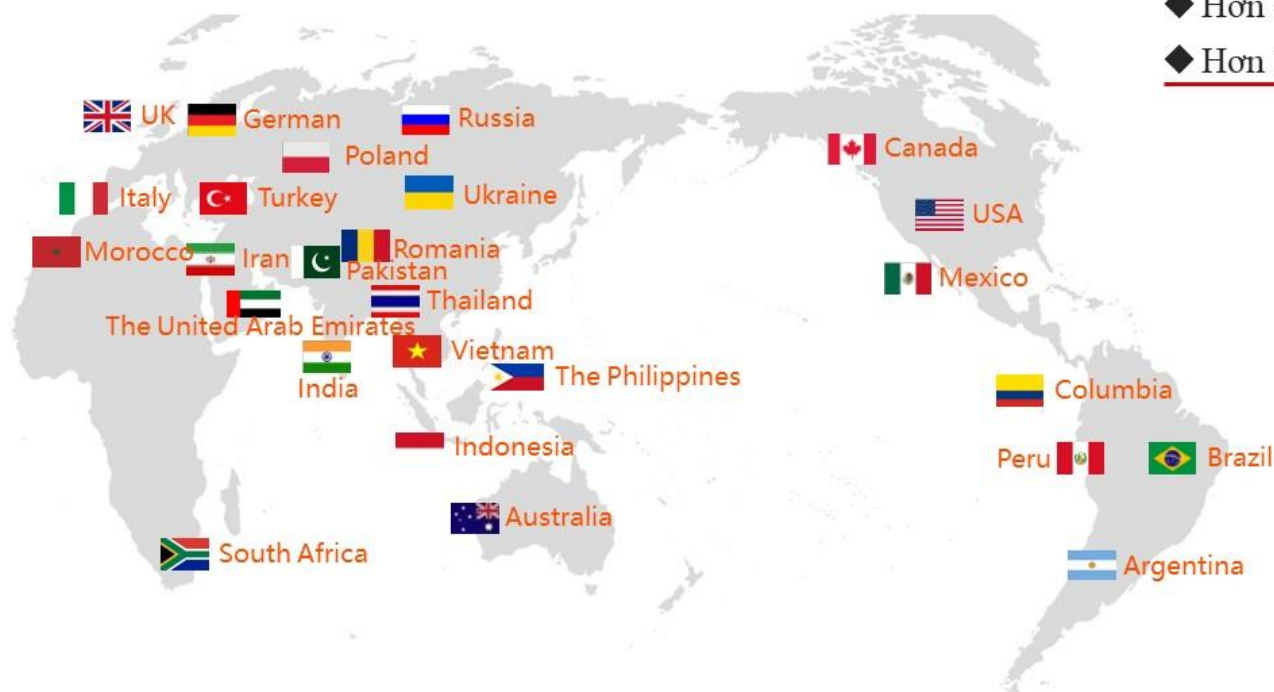 ◆ Hơn
◆ Hơn
UK
German
Russia
Canada
Poland
Italy
Turkey
Ukraine
USA
Morocco
Iran
Romania
Pakistan
Mexico
Thailand
The United Arab Emirates
Vietnam
India
The Philippines
Columbia
Indonesia
Peru
Brazil
Australia
South Africa
Argentina